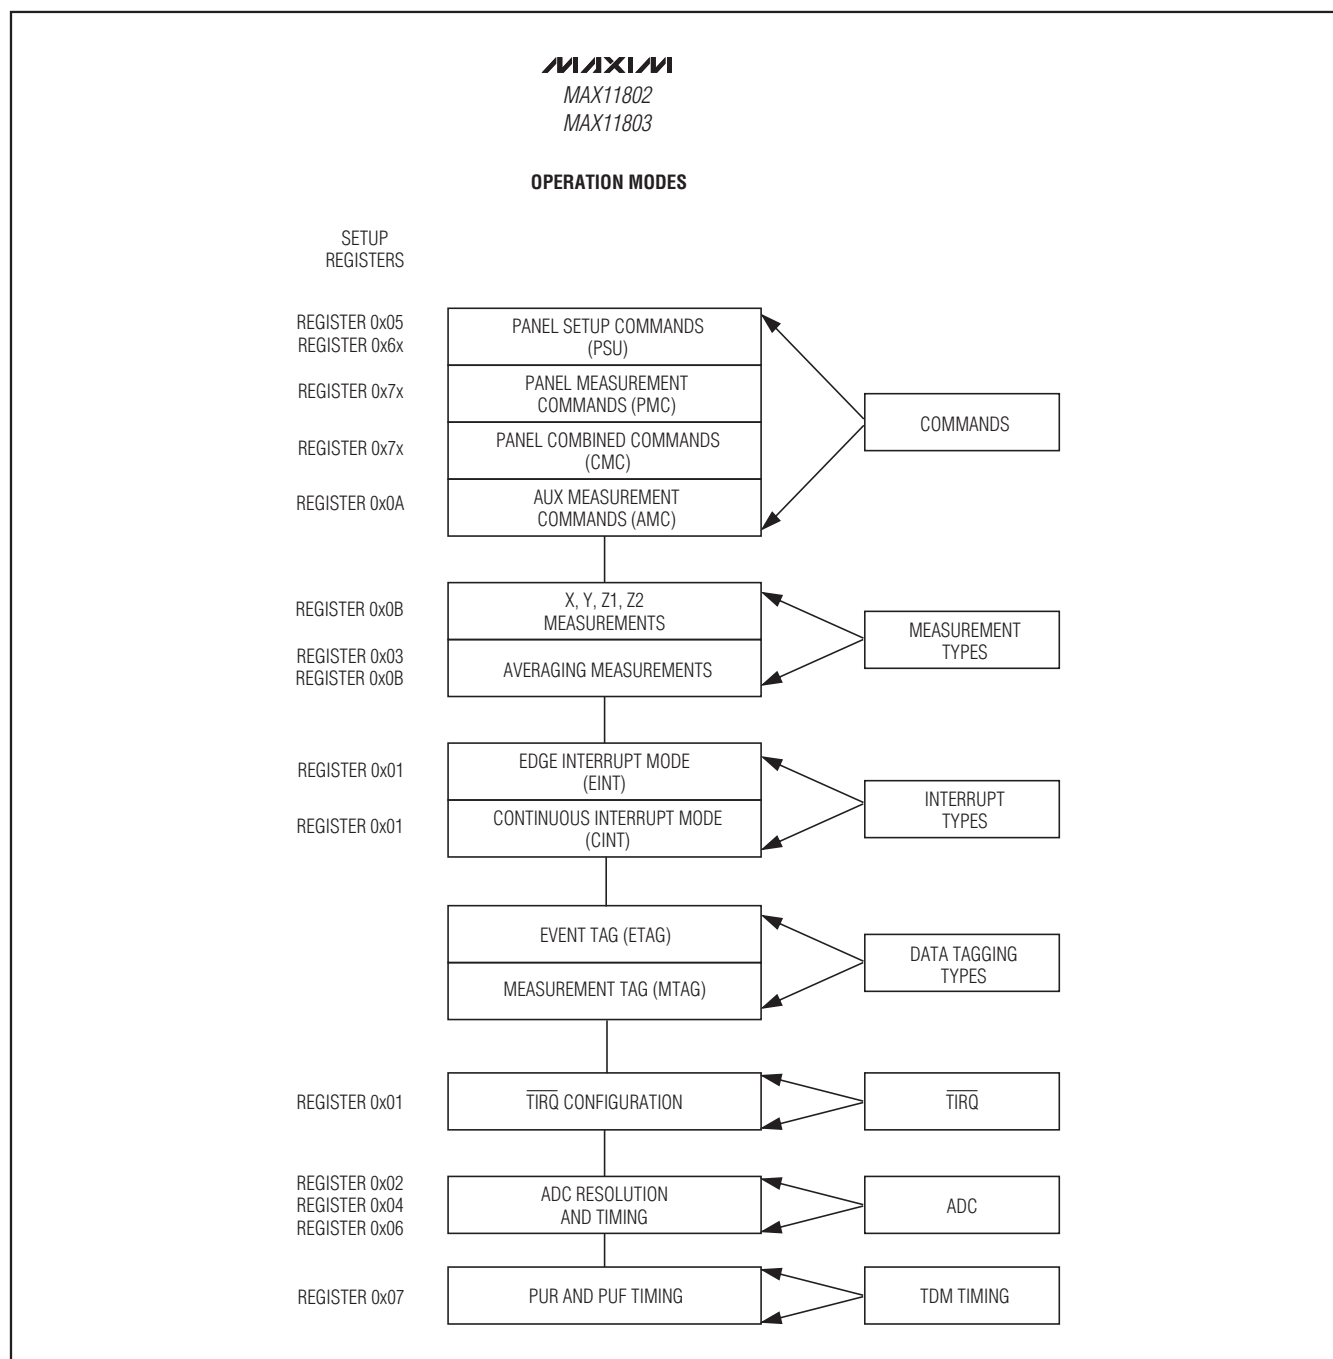 MAXIM
MAX11802
MAX11803
OPERATION MODES
SETUP
REGISTERS
REGISTER 0x05
REGISTER 0x6x
PANEL SETUP COMMANDS
(PSU)
REGISTER 0x7x
PANEL MEASUREMENT
COMMANDS (PMC)
COMMANDS
REGISTER 0x7x
PANEL COMBINED COMMANDS
(CMC)
REGISTER 0x0A
AUX MEASUREMENT
COMMANDS (AMC)
REGISTER 0x0B
X, Y, Z1, Z2
MEASUREMENTS
MEASUREMENT
TYPES
REGISTER 0x03
REGISTER 0x0B
AVERAGING MEASUREMENTS
REGISTER 0x01
EDGE INTERRUPT MODE
(EINT)
INTERRUPT
TYPES
REGISTER 0x01
CONTINUOUS INTERRUPT MODE
(CINT)
EVENT TAG (ETAG)
DATA TAGGING
TYPES
MEASUREMENT TAG (MTAG)
REGISTER 0x01
T̅I̅R̅Q̅ CONFIGURATION
T̅I̅R̅Q̅
REGISTER 0x02
REGISTER 0x04
REGISTER 0x06
ADC RESOLUTION
AND TIMING
ADC
REGISTER 0x07
PUR AND PUF TIMING
TDM TIMING